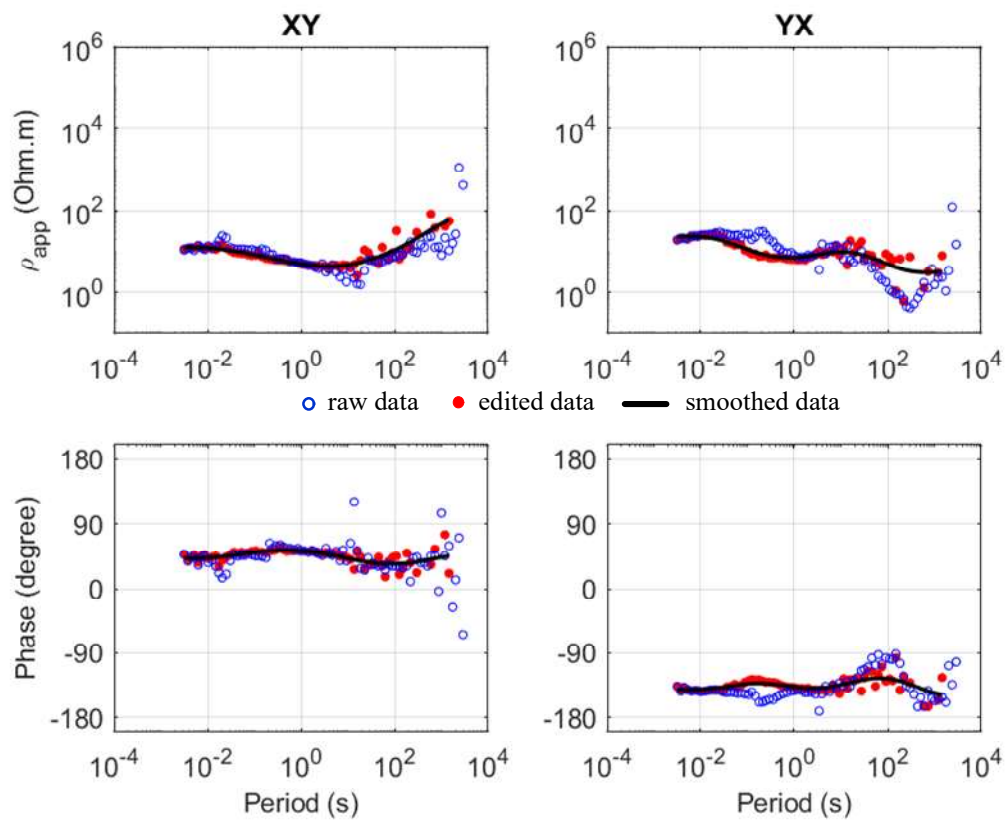 XY YX
10^6 10^6
10^4 10^4
10^2 10^2
10^0 10^0
ρ_app (Ohm.m)
10^-4 10^-2 10^0 10^2 10^4 10^-4 10^-2 10^0 10^2 10^4
raw data edited data smoothed data
180 180
90 90
0 0
-90 -90
-180 -180
Phase (degree)
10^-4 10^-2 10^0 10^2 10^4 10^-4 10^-2 10^0 10^2 10^4
Period (s) Period (s)